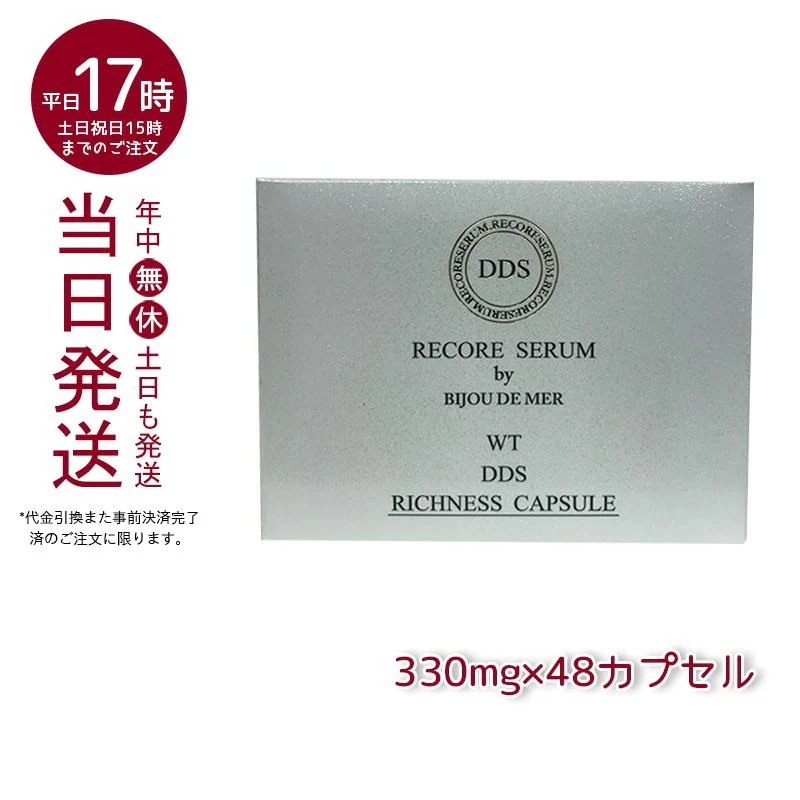 平日17時
土日祝日15時
までのご注文
当日発送
年中無休土日も発送
*代金引換また事前決済完了
済のご注文に限ります。
RECORESERUM.RECORESERUM.RECORESERUM.
DDS
RECORE SERUM
by
BIJOU DE MER
WT
DDS
RICHNESS CAPSULE
330mg×48カプセル